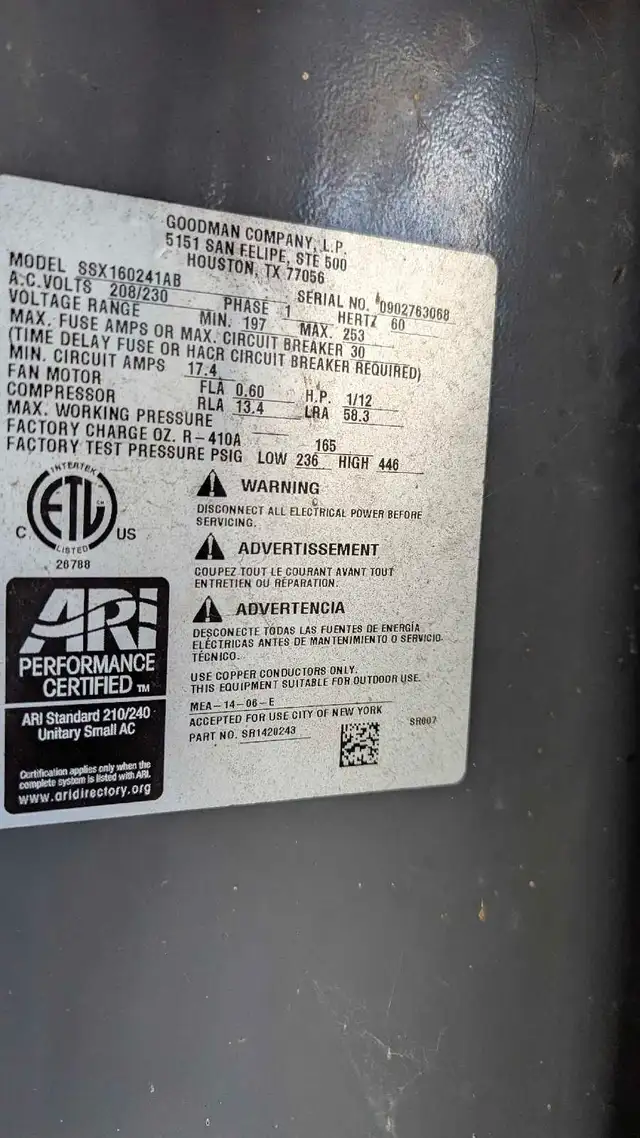 GOODMAN COMPANY, L.P.
5151 SAN FELIPE, STE 500
HOUSTON, TX 77056
MODEL SSX160241AB SERIAL NO. 0902763068
A.C.VOLTS 208/230 PHASE 1 HERTZ 60
VOLTAGE RANGE MIN. 197 MAX. 253
MAX. FUSE AMPS OR MAX. CIRCUIT BREAKER 30
(TIME DELAY FUSE OR HACR CIRCUIT BREAKER REQUIRED)
MIN. CIRCUIT AMPS 17.4
FAN MOTOR FLA 0.60 H.P. 1/12
COMPRESSOR RLA 13.4 LRA 58.3
MAX. WORKING PRESSURE
FACTORY CHARGE OZ. R-410A 165
FACTORY TEST PRESSURE PSIG LOW 236 HIGH 446
INTERTEK
ETL CM
C US
LISTED
26788
WARNING
DISCONNECT ALL ELECTRICAL POWER BEFORE
SERVICING.
ADVERTISSEMENT
COUPEZ TOUT LE COURANT AVANT TOUT
ENTRETIEN OU RÉPARATION.
ADVERTENCIA
DESCONECTE TODAS LAS FUENTES DE ENERGÍA
ELÉCTRICAS ANTES DE MANTENIMIENTO O SERVICIO
TÉCNICO.
USE COPPER CONDUCTORS ONLY.
THIS EQUIPMENT SUITABLE FOR OUTDOOR USE.
MEA-14-06-E
ACCEPTED FOR USE CITY OF NEW YORK
PART NO. SR1420243
SR007
ARI
PERFORMANCE
CERTIFIED TM
ARI Standard 210/240
Unitary Small AC
Certification applies only when the
complete system is listed with ARI.
www.aridirectory.org